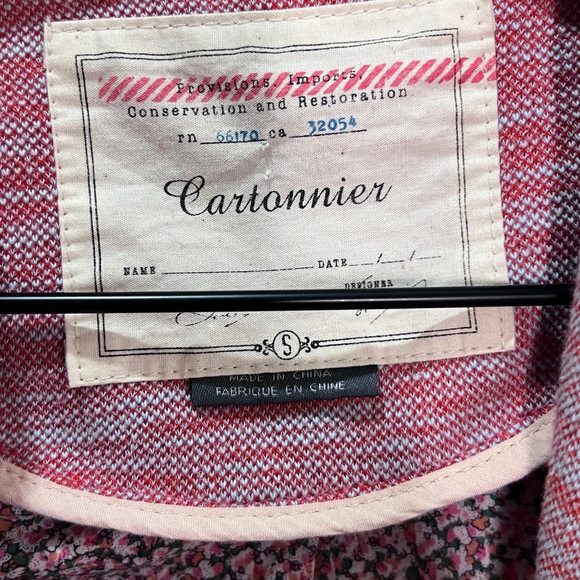 Provisions, Imports,
Conservation and Restoration
rn 66170 ca 32054
Cartonnier
NAME DATE / /
DESIGNER
S
MADE IN CHINA
FABRIQUE EN CHINE